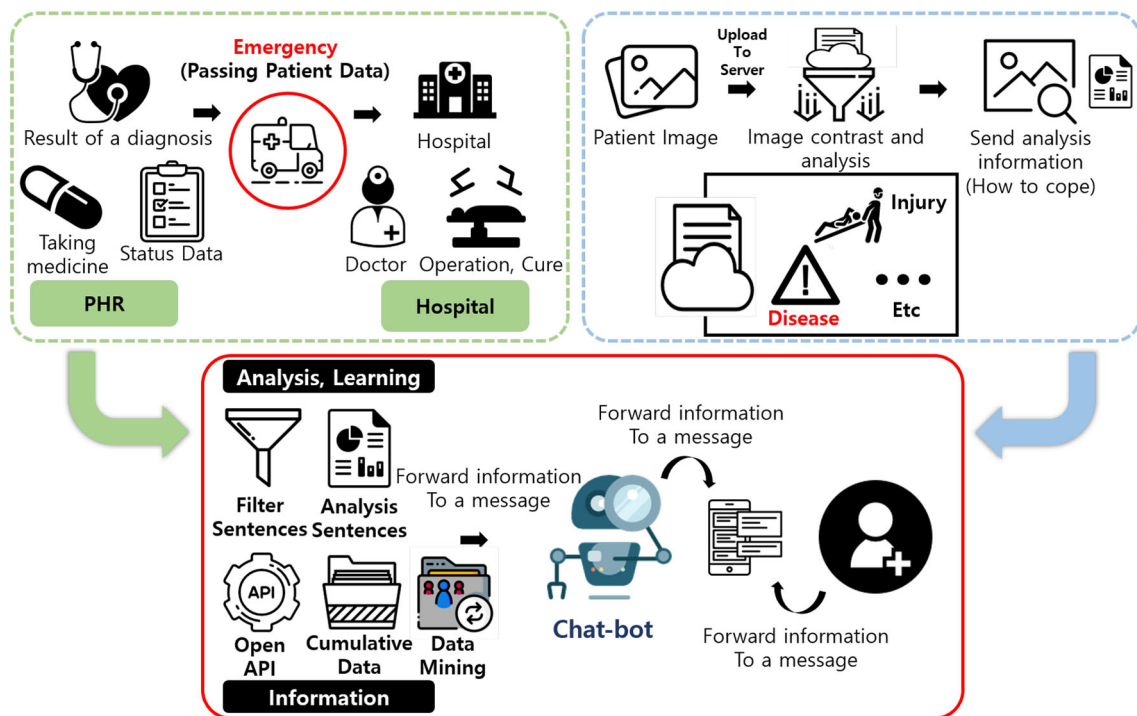 Emergency
(Passing Patient Data)
Result of a diagnosis
Hospital
Taking
medicine
Status Data
Doctor
Operation, Cure
PHR
Hospital
Upload
To
Server
Patient Image
Image contrast and
analysis
Send analysis
information
(How to cope)
Injury
Disease
Etc
Analysis, Learning
Filter
Sentences
Analysis
Sentences
Forward information
To a message
Forward information
To a message
API
Open
API
Cumulative
Data
Data
Mining
Chat-bot
Forward information
To a message
Information